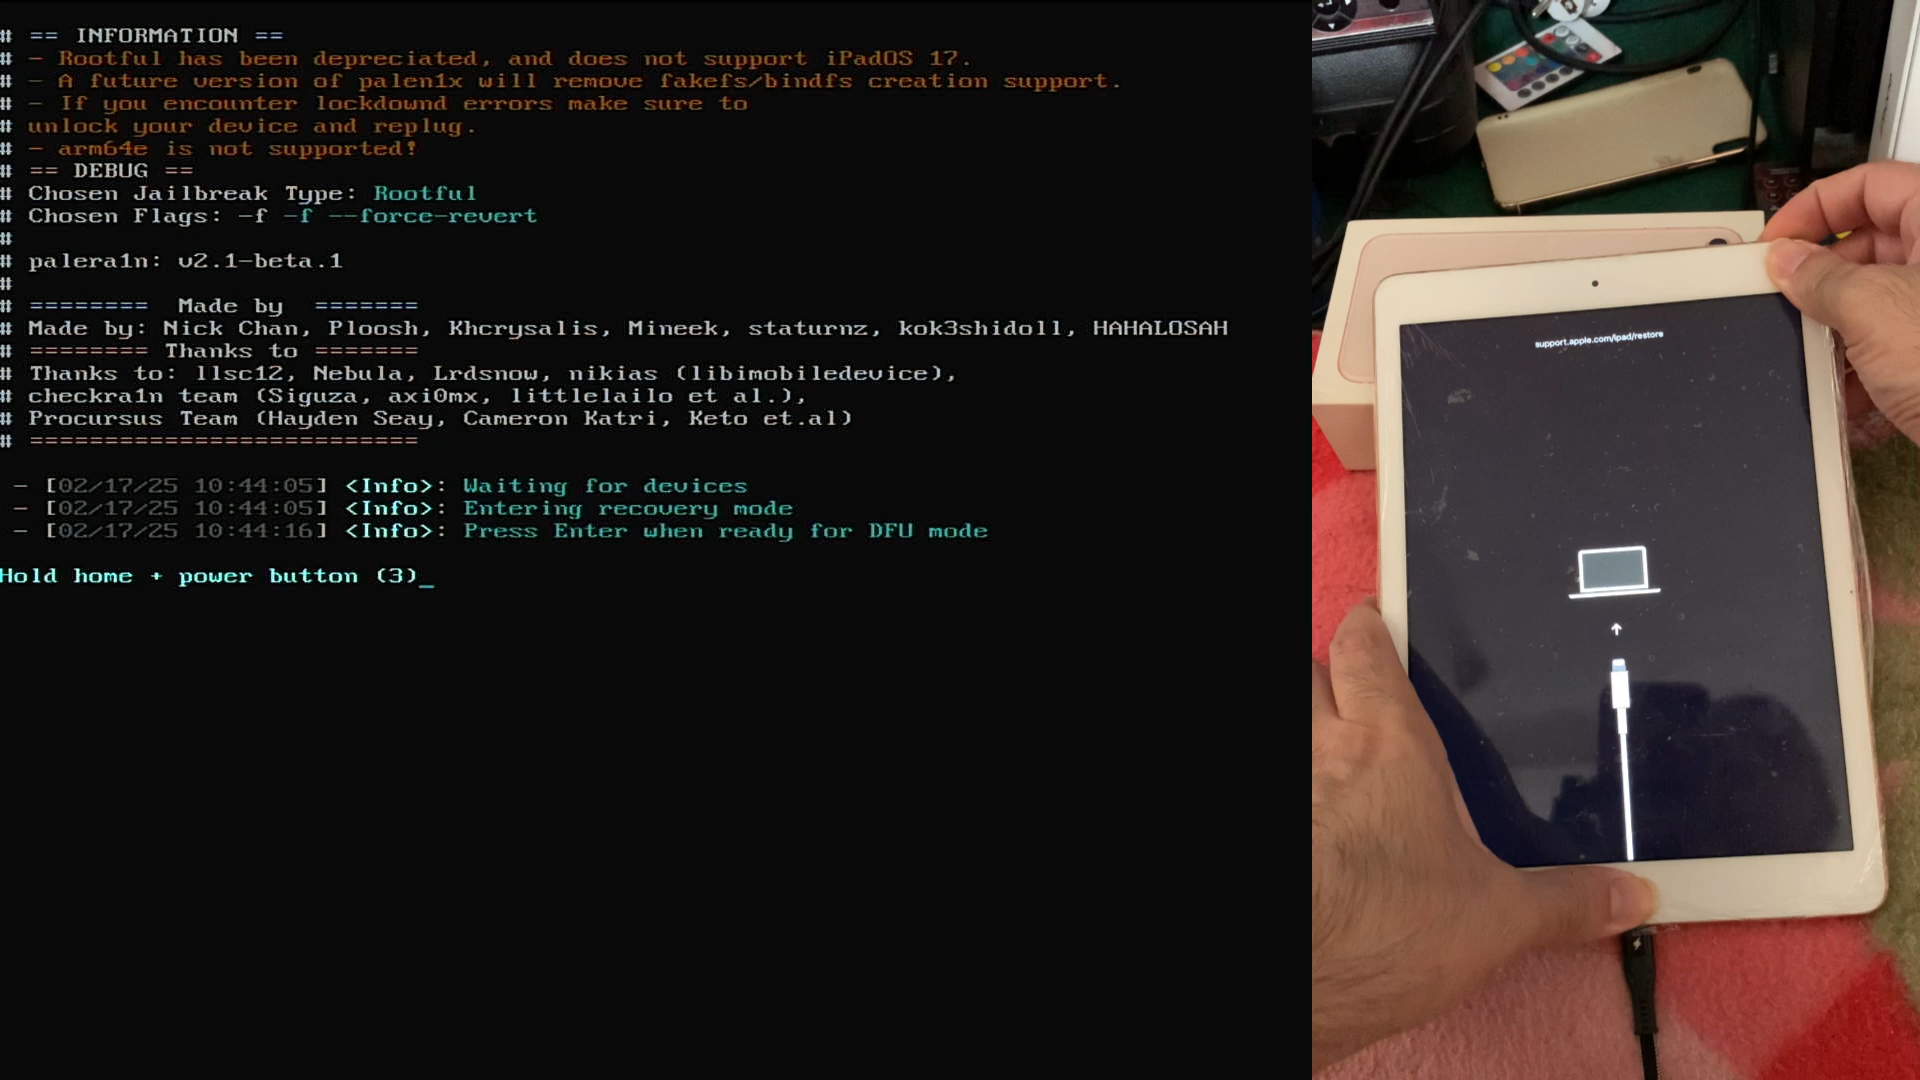 # == INFORMATION ==
# - Rootful has been depreciated, and does not support iPadOS 17.
# - A future version of palen1x will remove fakefs/bindfs creation support.
# - If you encounter lockdownd errors make sure to
# unlock your device and replug.
# - arm64e is not supported!
# == DEBUG ==
# Chosen Jailbreak Type: Rootful
# Chosen Flags: -f -f --force-revert
#
# palera1n: v2.1-beta.1
#
# ======== Made by =======
# Made by: Nick Chan, Ploosh, Khcrysalis, Mineek, staturnz, kok3shidoll, HAHALOSAH
# ======== Thanks to =======
# Thanks to: llsc12, Nebula, Lrdsnow, nikias (libimobiledevice),
# checkra1n team (Siguza, axi0mx, littlelailo et al.),
# Procursus Team (Hayden Seay, Cameron Katri, Keto et.al)
# ==========================
- [02/17/25 10:44:05] <Info>: Waiting for devices
- [02/17/25 10:44:05] <Info>: Entering recovery mode
- [02/17/25 10:44:16] <Info>: Press Enter when ready for DFU mode
Hold home + power button (3)_
support.apple.com/ipad/restore